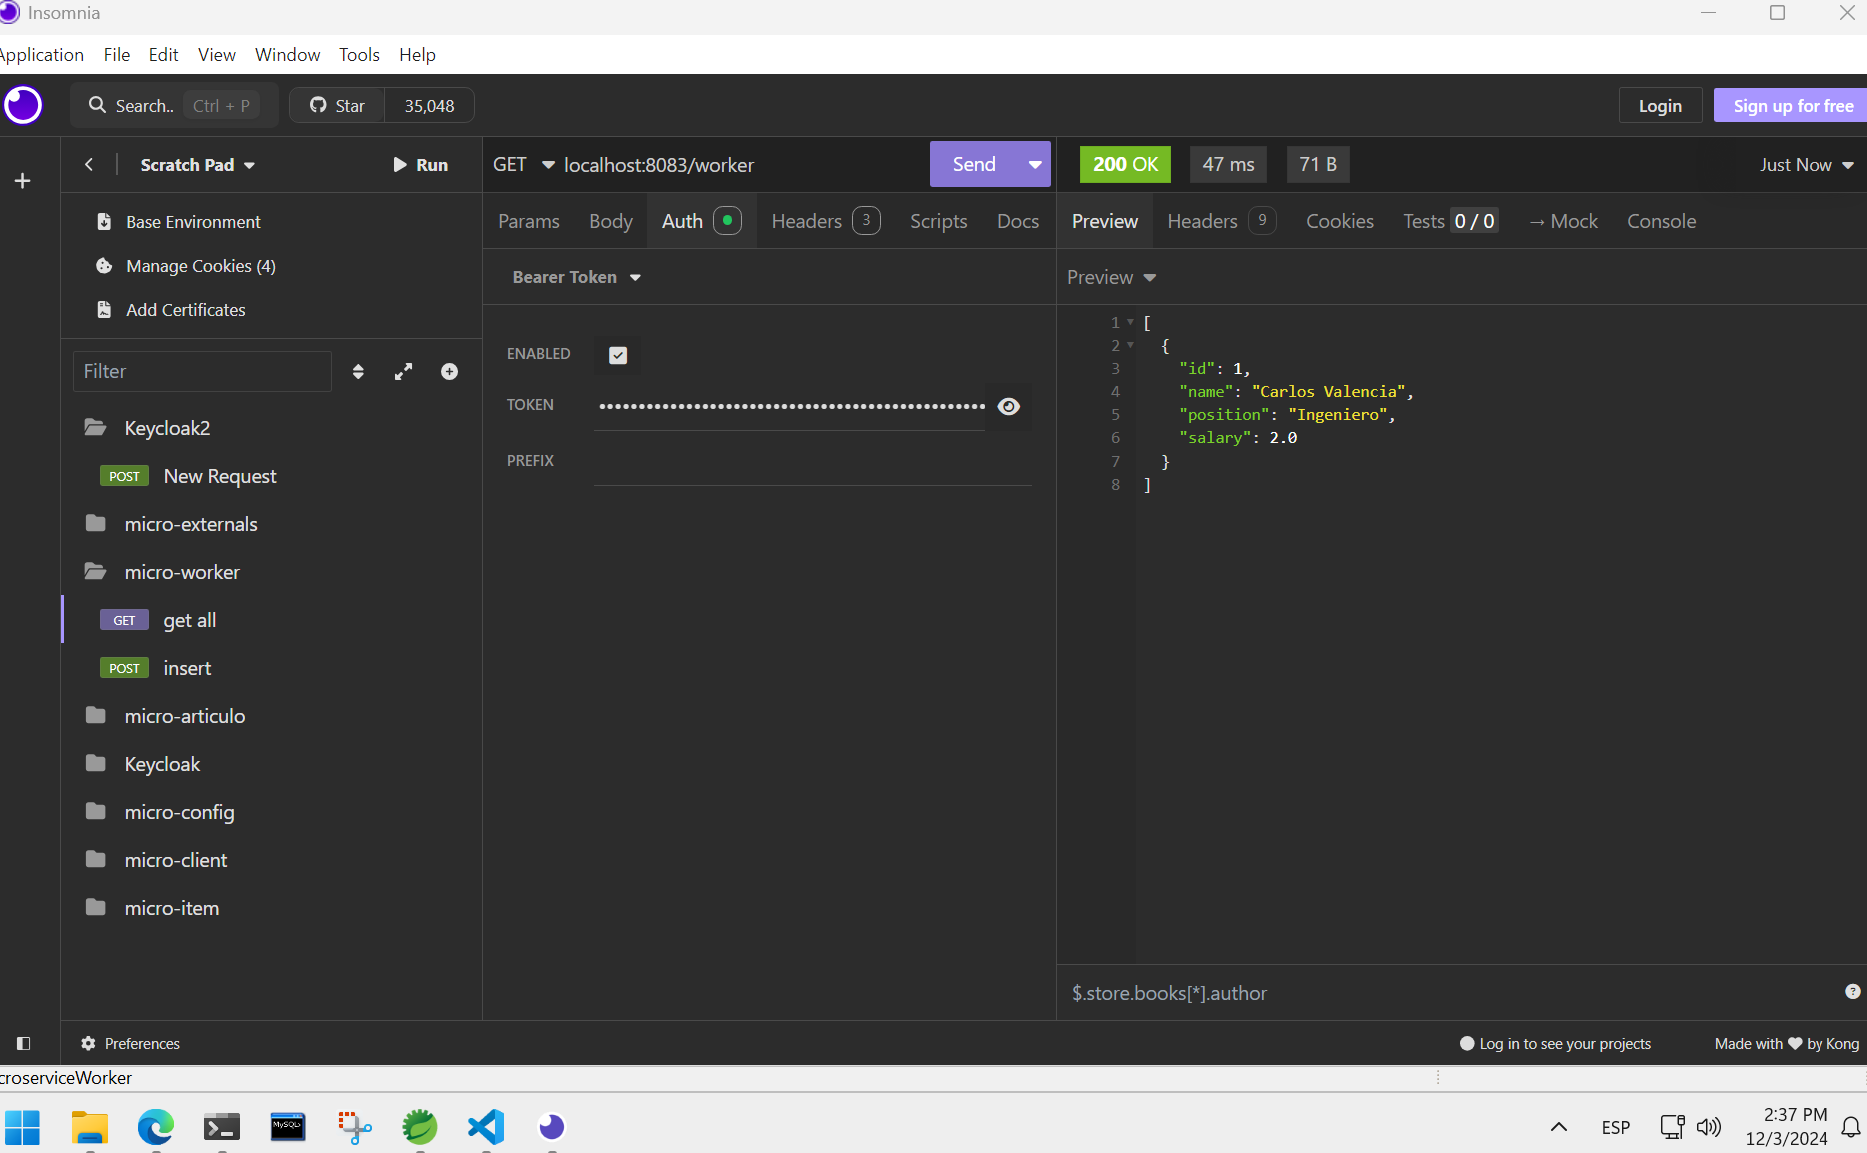 Insomnia
Application File Edit View Window Tools Help
Search.. Ctrl + P Star 35,048 Login Sign up for free
Scratch Pad Run
Base Environment
Manage Cookies (4)
Add Certificates
Filter
Keycloak2
POST New Request
micro-externals
micro-worker
GET get all
POST insert
micro-articulo
Keycloak
micro-config
micro-client
micro-item
GET localhost:8083/worker Send
Params Body Auth Headers 3 Scripts Docs
Bearer Token
ENABLED
TOKEN ••••••••••••••••••••••••••••••••••••••••••••••••
PREFIX
200 OK 47 ms 71 B Just Now
Preview Headers 9 Cookies Tests 0 / 0 → Mock Console
Preview
1 [
2 {
3 "id": 1,
4 "name": "Carlos Valencia",
5 "position": "Ingeniero",
6 "salary": 2.0
7 }
8 ]
$.store.books[*].author ?
Preferences Log in to see your projects Made with ❤ by Kong
croserviceWorker
MySQL
ESP
2:37 PM
12/3/2024